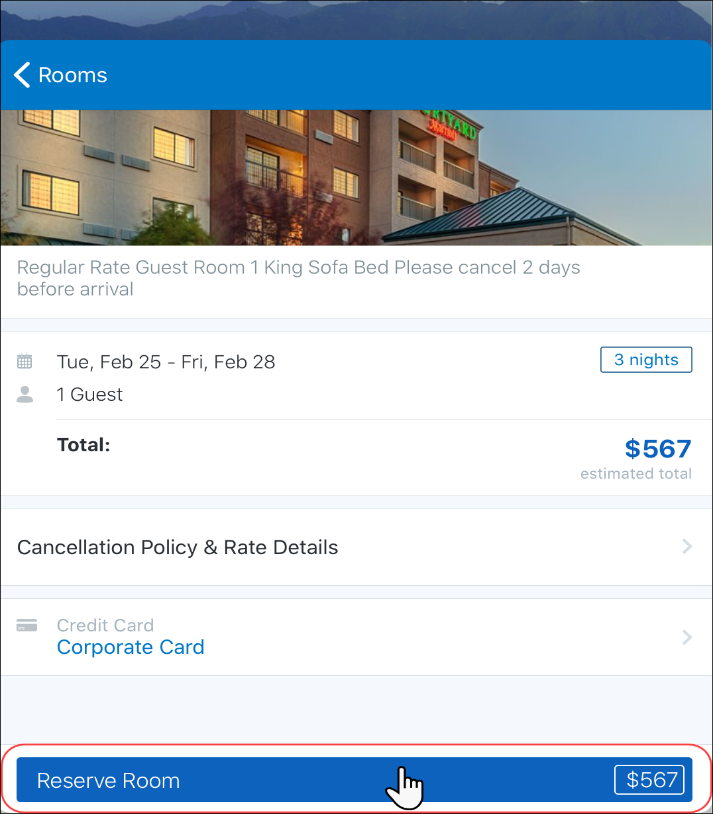 Rooms
COURTYARD
Marriott
Regular Rate Guest Room 1 King Sofa Bed Please cancel 2 days
before arrival
Tue, Feb 25 - Fri, Feb 28
3 nights
1 Guest
Total:
$567
estimated total
Cancellation Policy & Rate Details
Credit Card
Corporate Card
Reserve Room
$567